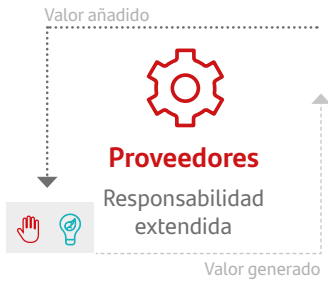 Valor añadido
Proveedores
Responsabilidad
extendida
Valor generado